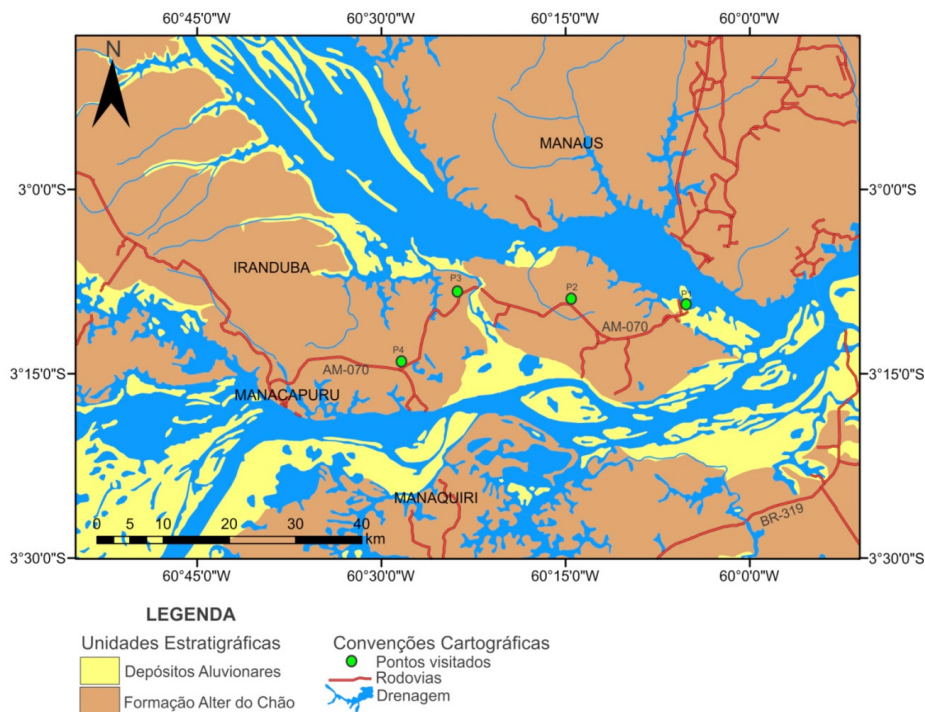 60°45'0"W 60°30'0"W 60°15'0"W 60°0'0"W
N
MANAUS
3°0'0"S 3°0'0"S
IRANDUBA
P3
P2
P1
AM-070
P4
AM-070
3°15'0"S 3°15'0"S
MANACAPURU
MANAQUIRI
BR-319
0 5 10 20 30 40
km
3°30'0"S 3°30'0"S
60°45'0"W 60°30'0"W 60°15'0"W 60°0'0"W
LEGENDA
Unidades Estratigráficas
Depósitos Aluvionares
Formação Alter do Chão
Convenções Cartográficas
Pontos visitados
Rodovias
Drenagem